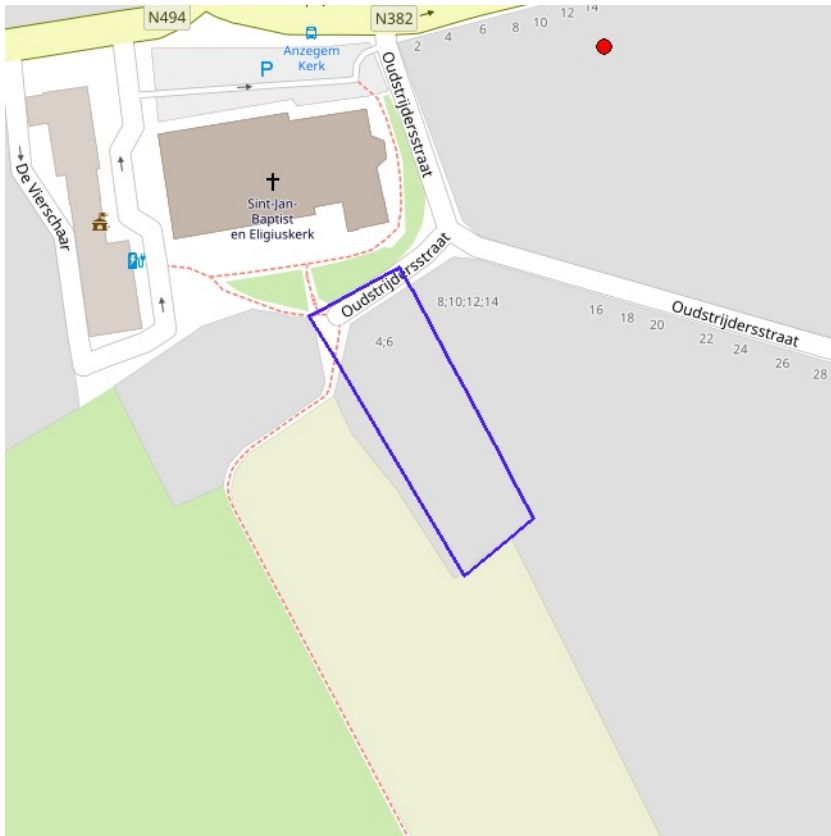 N494
N382
2
4
6
8
10
12
14
P
Anzegem
Kerk
Oudstrijdersstraat
De Vierschaar
Sint-Jan-
Baptist
en Eligiuskerk
Oudstrijdersstraat
8;10;12;14
4;6
Oudstrijdersstraat
16
18
20
22
24
26
28